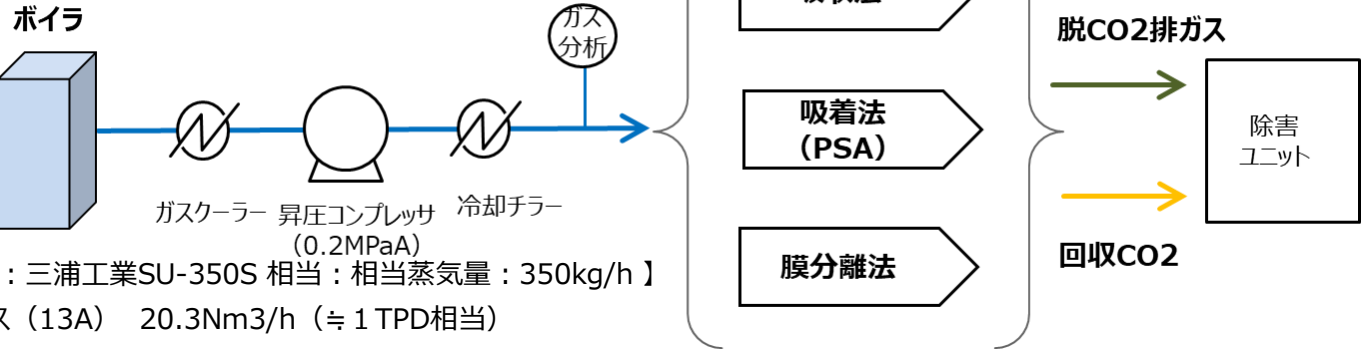 ボイラ
ガス
分析
脱CO2排ガス
吸着法
(PSA)
除害
ユニット
ガスクーラー
昇圧コンプレッサ
(0.2MPaA)
冷却チラー
膜分離法
回収CO2
：三浦工業SU-350S 相当：相当蒸気量：350kg/h 】
ス（13A） 20.3Nm3/h（≒１TPD相当）